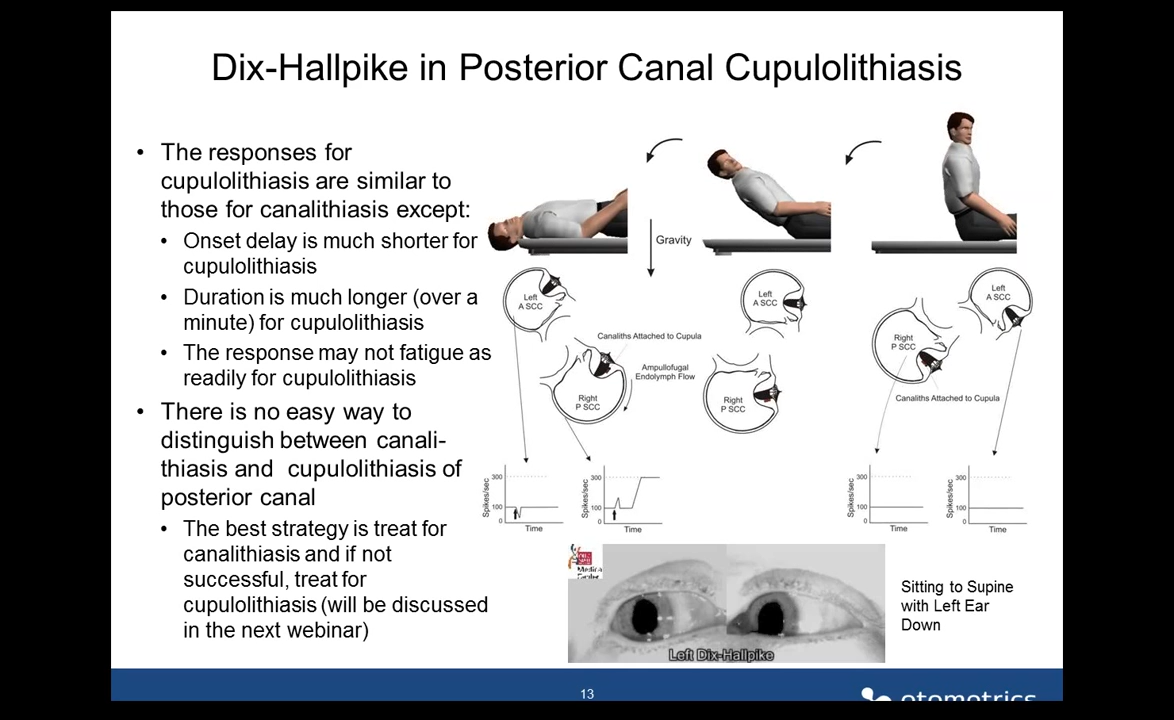 Dix-Hallpike in Posterior Canal Cupulolithiasis
• The responses for
cupulolithiasis are similar to
those for canalithiasis except:
• Onset delay is much shorter for
cupulolithiasis
• Duration is much longer (over a
minute) for cupulolithiasis
• The response may not fatigue as
readily for cupulolithiasis
• There is no easy way to
distinguish between canali-
thiasis and cupulolithiasis of
posterior canal
• The best strategy is treat for
canalithiasis and if not
successful, treat for
cupulolithiasis (will be discussed
in the next webinar)
Gravity
Left
A SCC
Left
A SCC
Left
A SCC
Canaliths Attached to Cupula
Ampullofugal
Endolymph Flow
Right
P SCC
Right
P SCC
Right
P SCC
Canaliths Attached to Cupula
Spikes/sec
300
100
0
Time
Spikes/sec
300
100
0
Time
Spikes/sec
300
100
0
Time
Spikes/sec
300
100
0
Time
Medical
Center
Left Dix-Hallpike
Sitting to Supine
with Left Ear
Down
13
otometrics